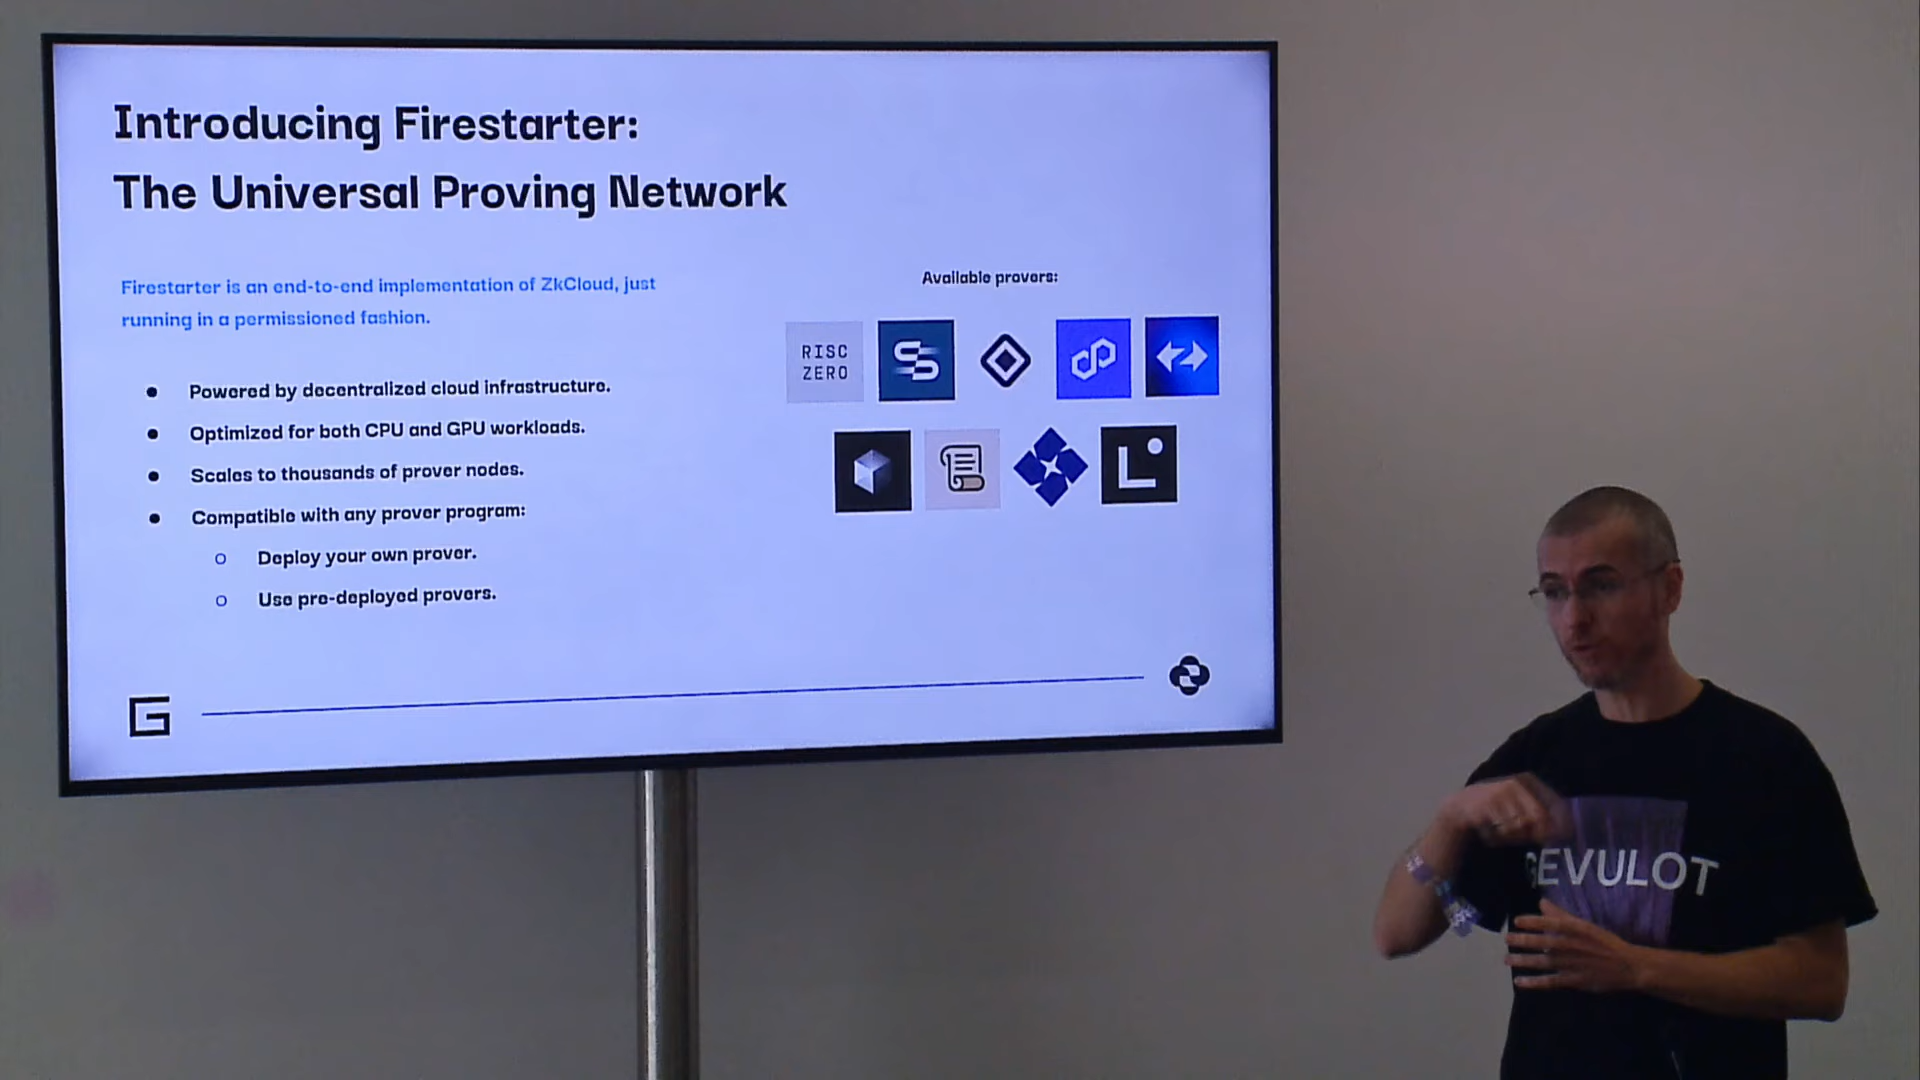 Introducing Firestarter:
The Universal Proving Network
Firestarter is an end-to-end implementation of ZkCloud, just
running in a permissioned fashion.
Powered by decentralized cloud infrastructure.
Optimized for both CPU and GPU workloads.
Scales to thousands of prover nodes.
Compatible with any prover program:
Deploy your own prover.
Use pre-deployed provers.
Available provers:
RISC
ZERO
GEVULOT